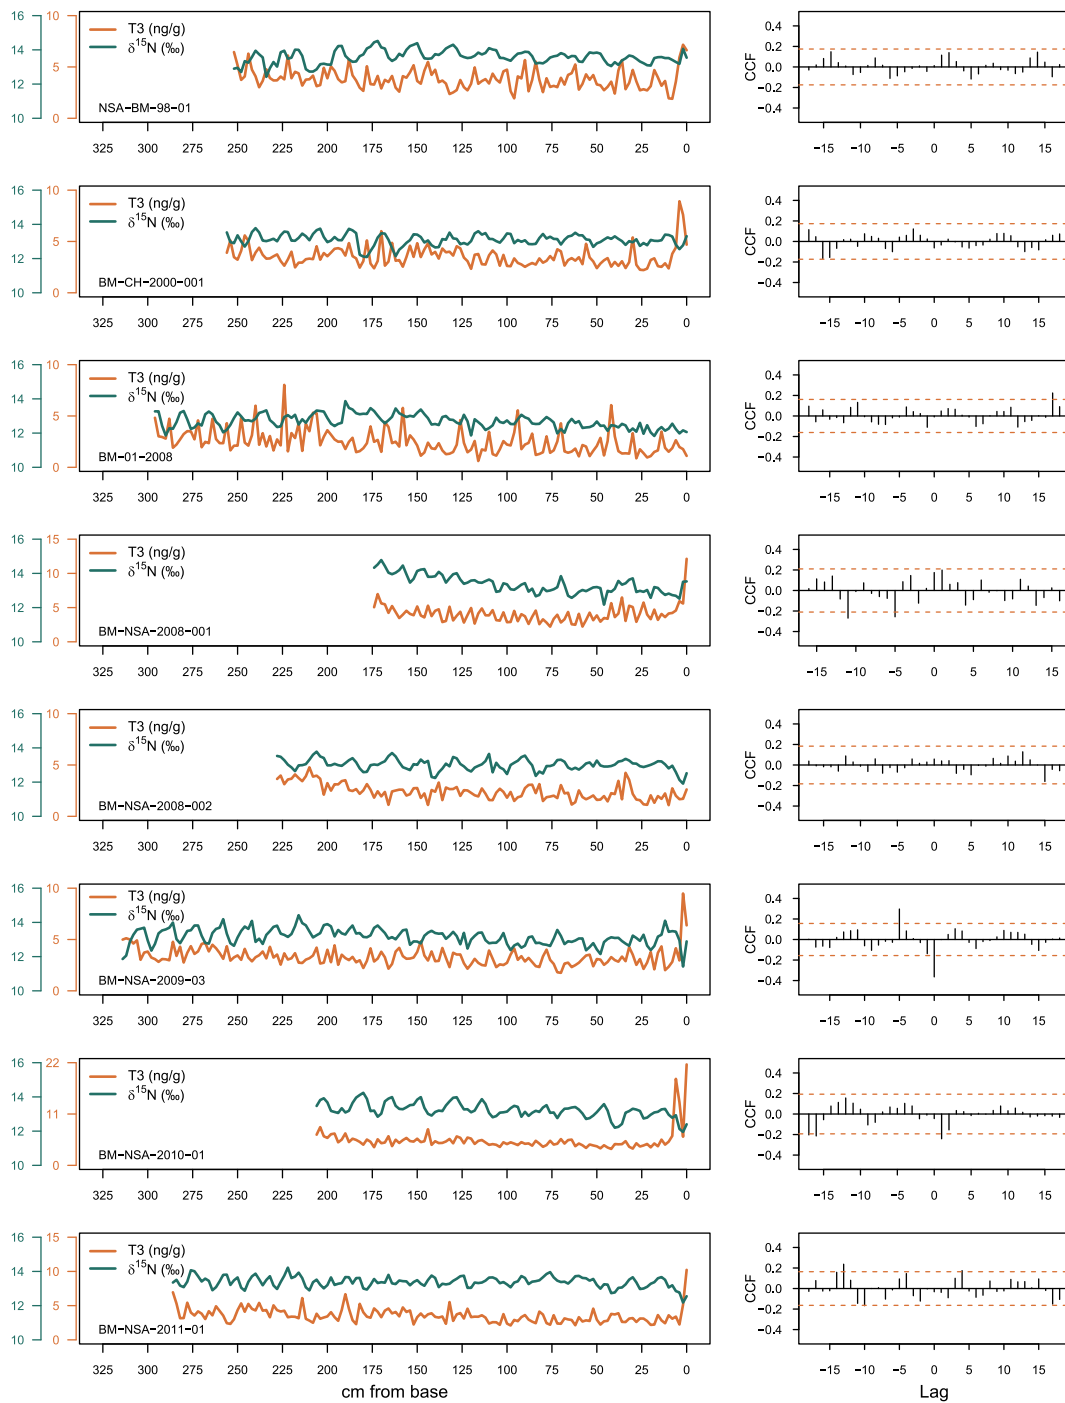 16 10 T3 (ng/g) 0.4
14 δ15N (‰) 0.2
5 0.0
12 −0.2
NSA−BM−98−01 −0.4
10 0 CCF
325 300 275 250 225 200 175 150 125 100 75 50 25 0 −15 −10 −5 0 5 10 15
16 10 T3 (ng/g) 0.4
14 δ15N (‰) 0.2
5 0.0
12 −0.2
BM−CH−2000−001 −0.4
10 0 CCF
325 300 275 250 225 200 175 150 125 100 75 50 25 0 −15 −10 −5 0 5 10 15
16 10 T3 (ng/g) 0.4
14 δ15N (‰) 0.2
5 0.0
12 −0.2
BM−01−2008 −0.4
10 0 CCF
325 300 275 250 225 200 175 150 125 100 75 50 25 0 −15 −10 −5 0 5 10 15
16 15 T3 (ng/g) 0.4
14 10 δ15N (‰) 0.2
0.0
12 5 −0.2
BM−NSA−2008−001 −0.4
10 0 CCF
325 300 275 250 225 200 175 150 125 100 75 50 25 0 −15 −10 −5 0 5 10 15
16 10 T3 (ng/g) 0.4
14 δ15N (‰) 0.2
5 0.0
12 −0.2
BM−NSA−2008−002 −0.4
10 0 CCF
325 300 275 250 225 200 175 150 125 100 75 50 25 0 −15 −10 −5 0 5 10 15
16 10 T3 (ng/g) 0.4
14 δ15N (‰) 0.2
5 0.0
12 −0.2
BM−NSA−2009−03 −0.4
10 0 CCF
325 300 275 250 225 200 175 150 125 100 75 50 25 0 −15 −10 −5 0 5 10 15
16 22 T3 (ng/g) 0.4
14 δ15N (‰) 0.2
11 0.0
12 −0.2
BM−NSA−2010−01 −0.4
10 0 CCF
325 300 275 250 225 200 175 150 125 100 75 50 25 0 −15 −10 −5 0 5 10 15
16 15 T3 (ng/g) 0.4
14 10 δ15N (‰) 0.2
0.0
12 5 −0.2
BM−NSA−2011−01 −0.4
10 0 CCF
325 300 275 250 225 200 175 150 125 100 75 50 25 0 −15 −10 −5 0 5 10 15
cm from base Lag